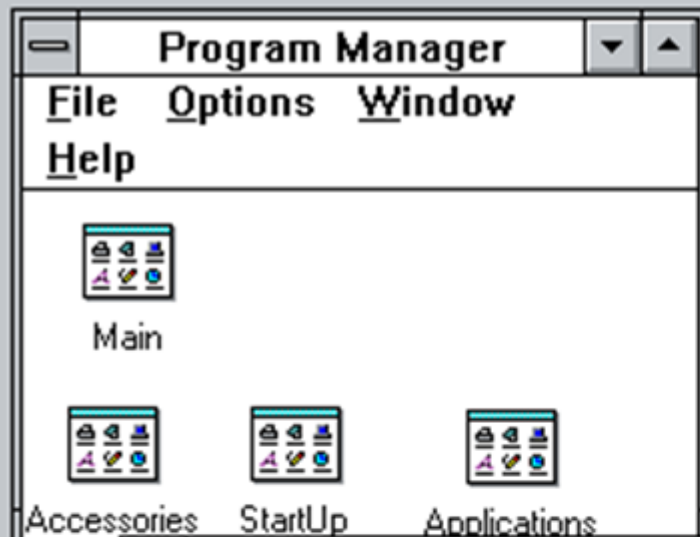 Program Manager
File Options Window
Help
Main
Accessories StartUp Applications